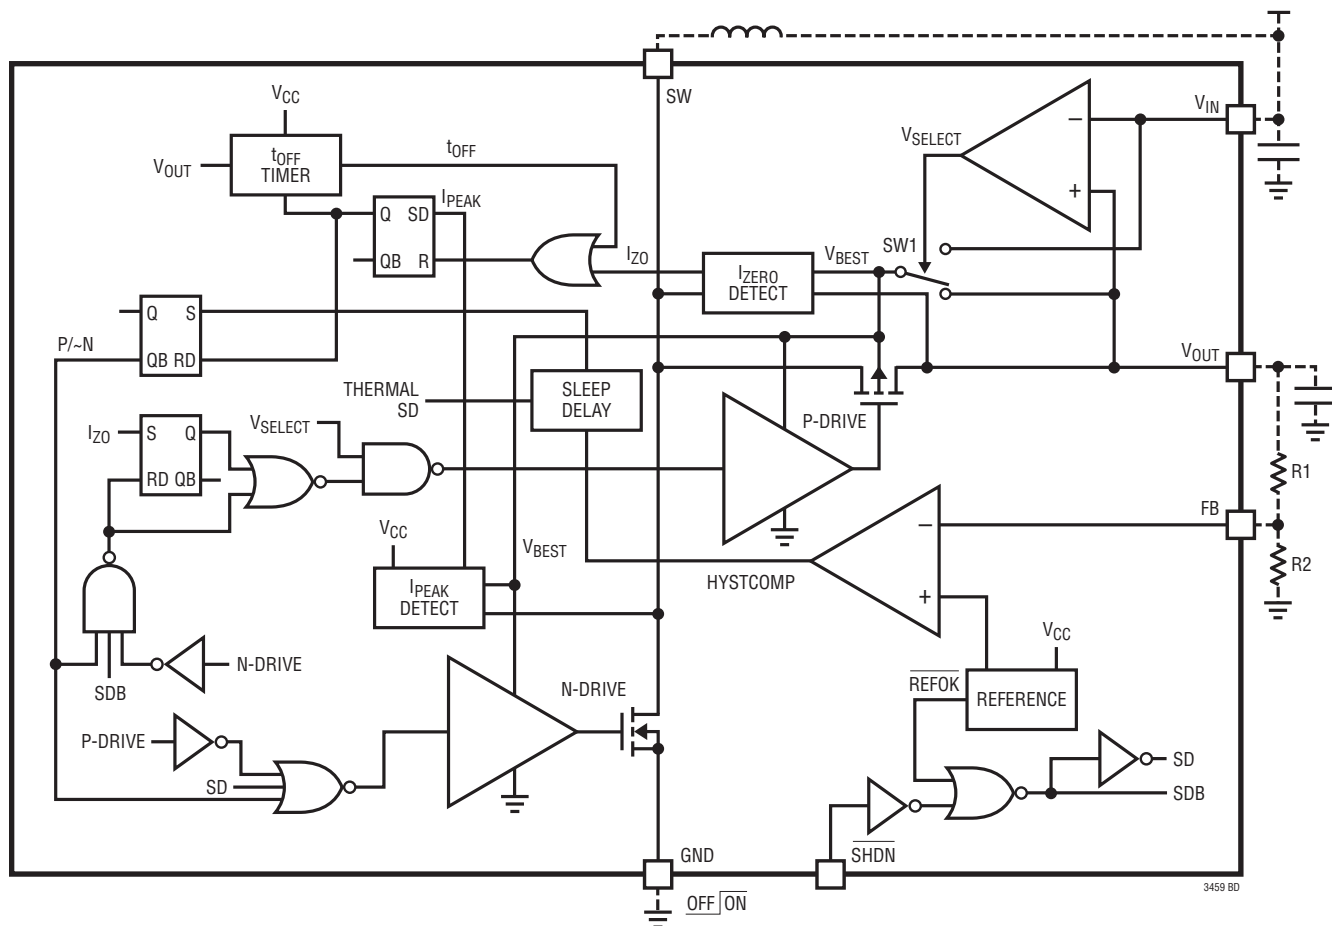 SW
VCC
VIN
VSELECT
−
tOFF
VOUT
tOFF
TIMER
+
IPEAK
Q SD
QB R
SW1
IZO
VBEST
IZERO
DETECT
Q S
QB RD
P/~N
VOUT
THERMAL
SD
SLEEP
DELAY
P-DRIVE
VSELECT
IZO
S Q
RD QB
R1
FB
−
VCC
VBEST
R2
IPEAK
DETECT
HYSTCOMP
+
VCC
N-DRIVE
SDB
REFOK
REFERENCE
N-DRIVE
P-DRIVE
SD
SD
SDB
GND
SHDN
OFF ON
3459 BD